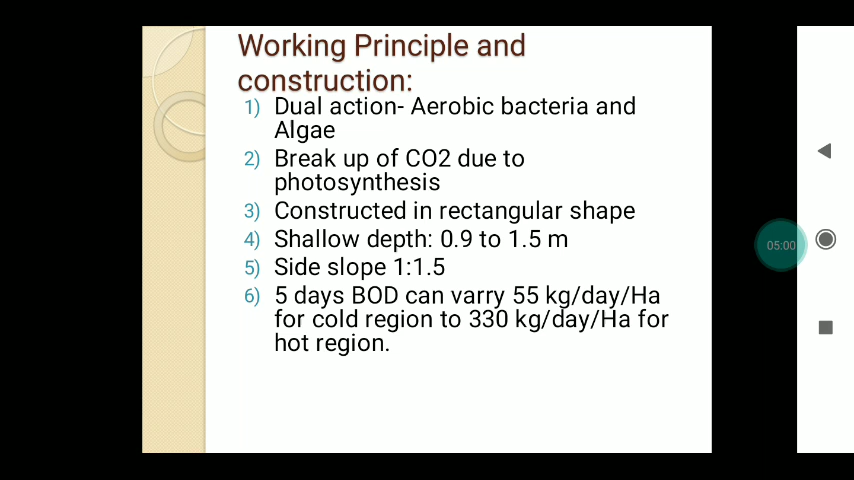 Working Principle and
construction:
1) Dual action- Aerobic bacteria and
Algae
2) Break up of CO2 due to
photosynthesis
3) Constructed in rectangular shape
4) Shallow depth: 0.9 to 1.5 m
5) Side slope 1:1.5
6) 5 days BOD can varry 55 kg/day/Ha
for cold region to 330 kg/day/Ha for
hot region.
05:00